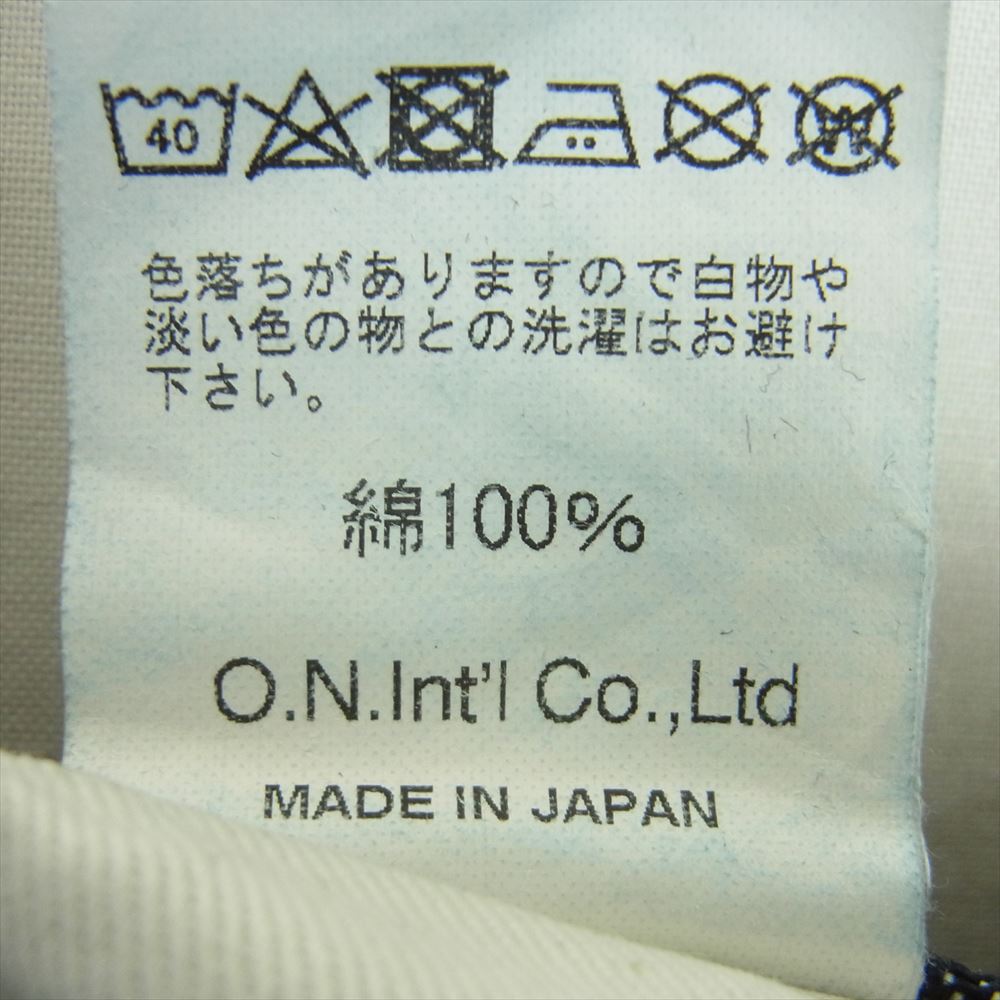 40
W
色落ちがありますので白物や
淡い色の物との洗濯はお避け
下さい。
綿100%
O.N.Int'l Co.,Ltd
MADE IN JAPAN